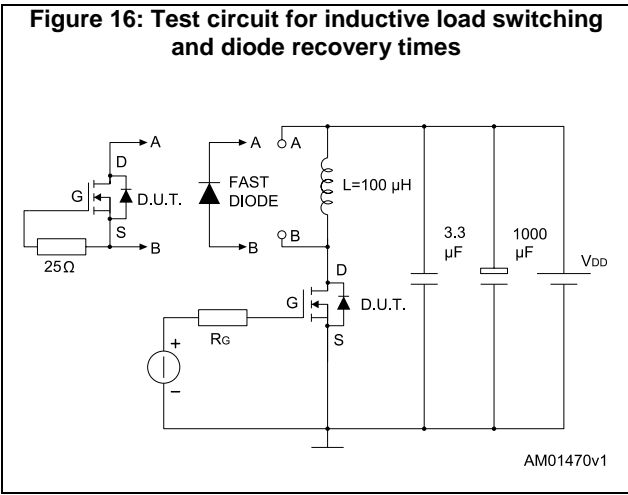 Figure 16: Test circuit for inductive load switching
and diode recovery times
A
D
G
D.U.T.
S
B
25Ω
A
FAST
DIODE
B
A
L=100 µH
B
D
G
D.U.T.
S
RG
+
−
3.3
µF
1000
µF
VDD
AM01470v1